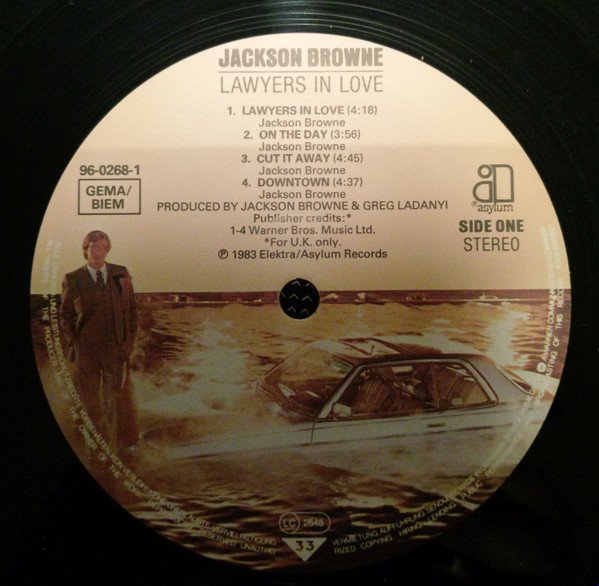 JACKSON BROWNE
LAWYERS IN LOVE
1. LAWYERS IN LOVE (4:18)
Jackson Browne
2. ON THE DAY (3:56)
Jackson Browne
3. CUT IT AWAY (4:45)
Jackson Browne
4. DOWNTOWN (4:37)
Jackson Browne
PRODUCED BY JACKSON BROWNE & GREG LADANYI
Publisher credits:*
1-4 Warner Bros. Music Ltd.
*For U.K. only.
℗ 1983 Elektra/Asylum Records
96-0268-1
GEMA/
BIEM
asylum
SIDE ONE
STEREO
LC 2648
33